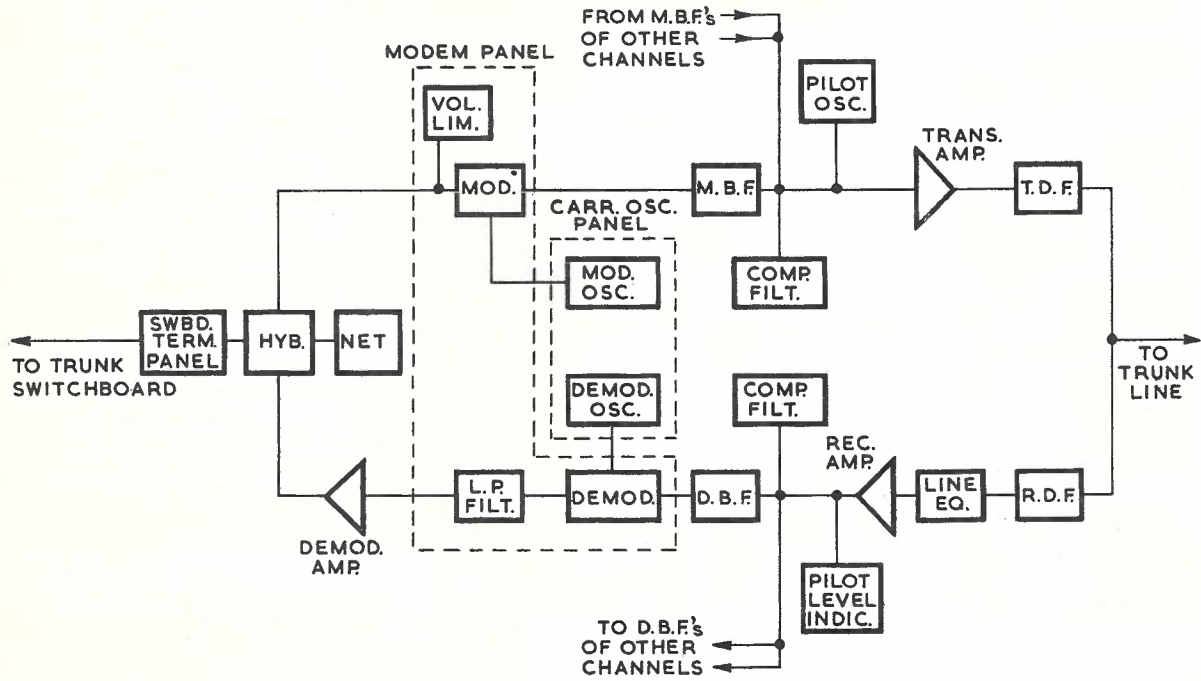 FROM M.B.F.'s
OF OTHER
CHANNELS
MODEM PANEL
VOL.
LIM.
PILOT
OSC.
TRANS.
AMP.
MOD.
M.B.F.
T.D.F.
CARR. OSC.
PANEL
MOD.
OSC.
COMP.
FILT.
SWBD.
TERM.
PANEL
HYB.
NET
TO TRUNK
SWITCHBOARD
TO
TRUNK
LINE
DEMOD.
OSC.
COMP.
FILT.
REC.
AMP.
L.P.
FILT.
DEMOD.
D.B.F.
LINE
EQ.
R.D.F.
DEMOD.
AMP.
PILOT
LEVEL
INDIC.
TO D.B.F.'s
OF OTHER
CHANNELS